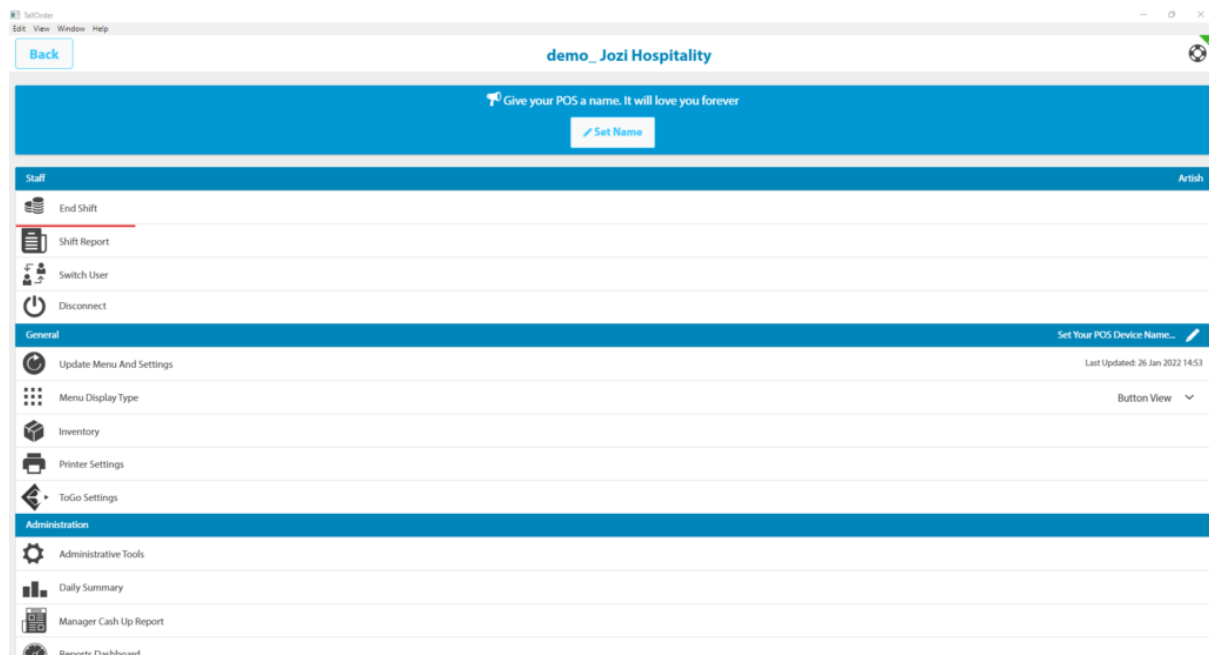 TallOrder
Edit View Window Help
Back
demo_ Jozi Hospitality
Give your POS a name. It will love you forever
Set Name
Staff Artish
End Shift
Shift Report
Switch User
Disconnect
General Set Your POS Device Name...
Update Menu And Settings Last Updated: 26 Jan 2022 14:53
Menu Display Type Button View
Inventory
Printer Settings
ToGo Settings
Administration
Administrative Tools
Daily Summary
Manager Cash Up Report
Reports Dashboard